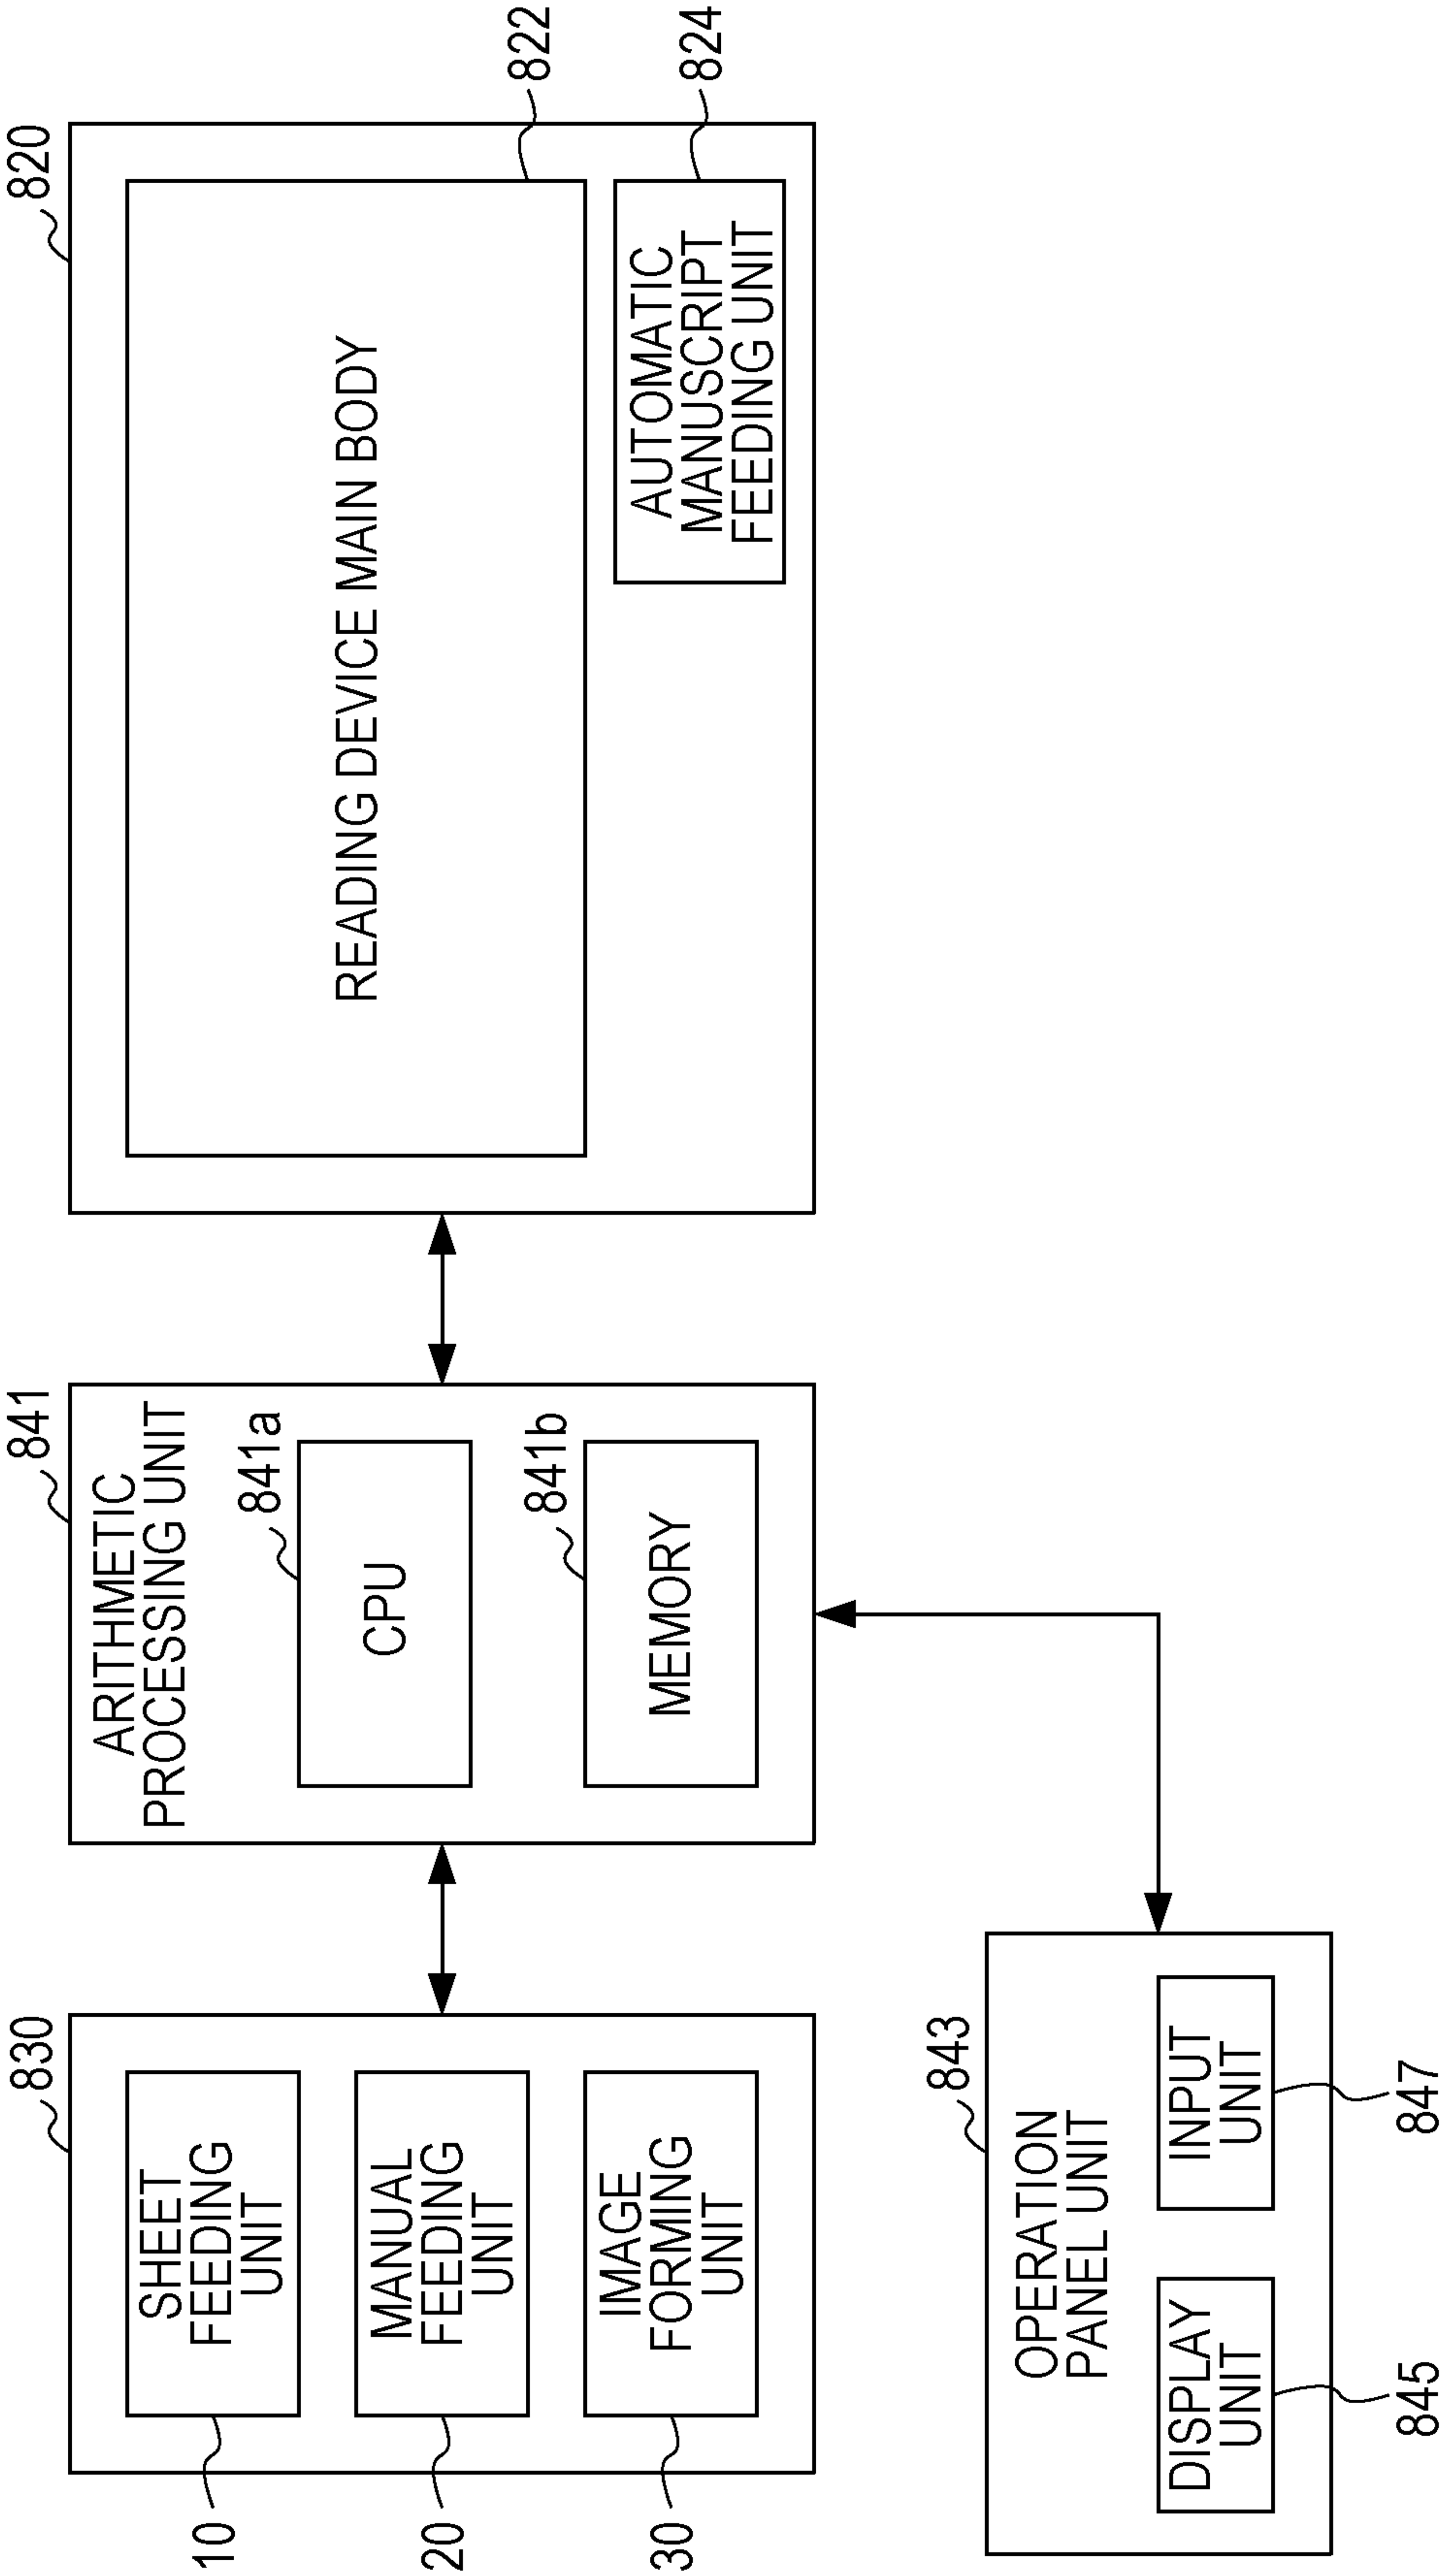 830
SHEET
FEEDING
UNIT
10
MANUAL
FEEDING
UNIT
20
IMAGE
FORMING
UNIT
30
841
ARITHMETIC
PROCESSING UNIT
841a
CPU
841b
MEMORY
820
READING DEVICE MAIN BODY
822
AUTOMATIC
MANUSCRIPT
FEEDING UNIT
824
843
OPERATION
PANEL UNIT
DISPLAY
UNIT
845
INPUT
UNIT
847